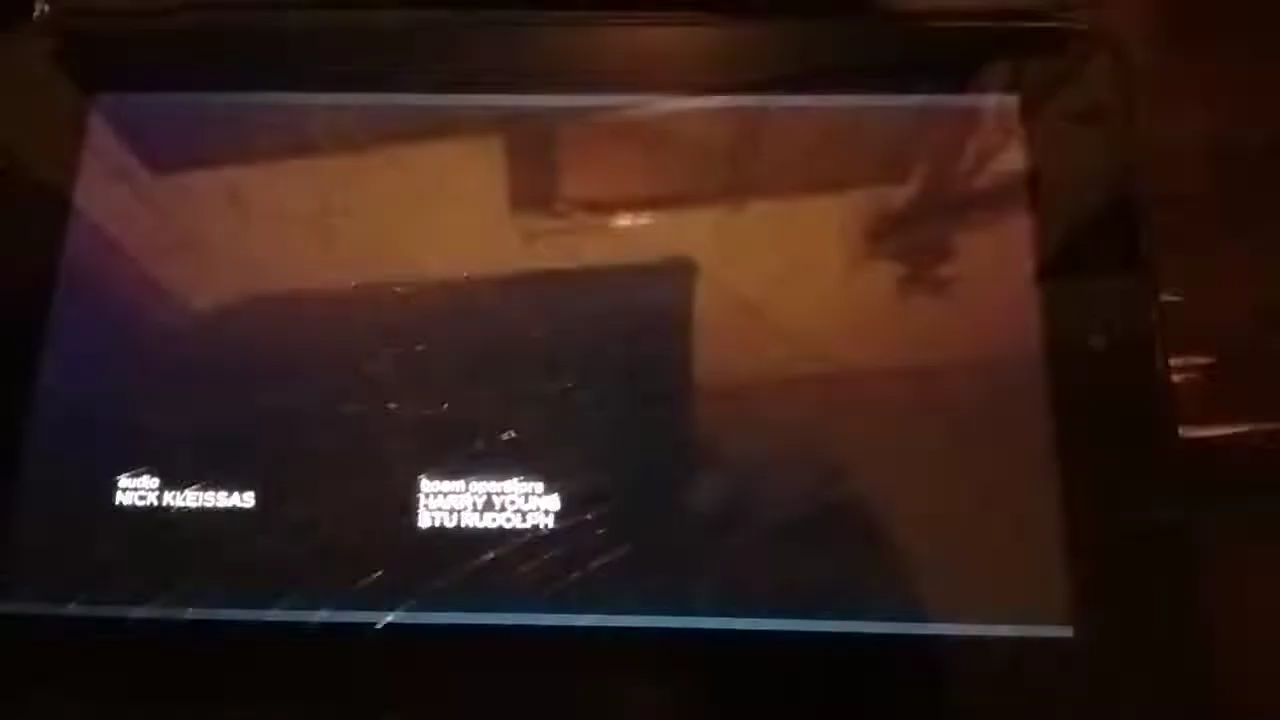 audio
NICK KLEISSAS
boom operators
HARRY YOUNG
STU RUDOLPH